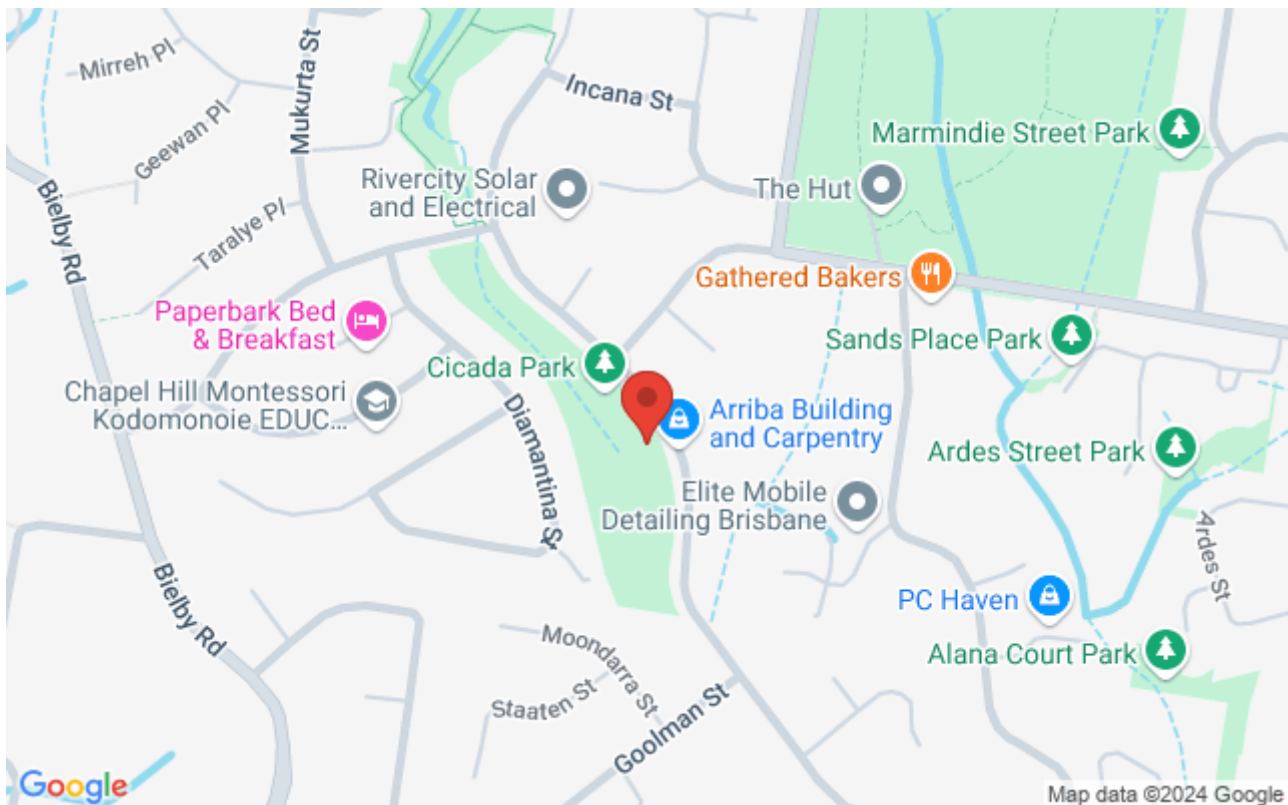 Mirreh Pl
Mukurta St
Incana St
Geewan Pl
Marmindie Street Park
Rivercity Solar
and Electrical
The Hut
Bielby Rd
Taralye Pl
Gathered Bakers
Paperbark Bed
& Breakfast
Sands Place Park
Cicada Park
Chapel Hill Montessori
Kodomonoie EDUC...
Diamantina St
Arriba Building
and Carpentry
Ardes Street Park
Elite Mobile
Detailing Brisbane
Ardes St
Bielby Rd
PC Haven
Moondarra St
Alana Court Park
Staaten St
Goolman St
Google
Map data ©2024 Google